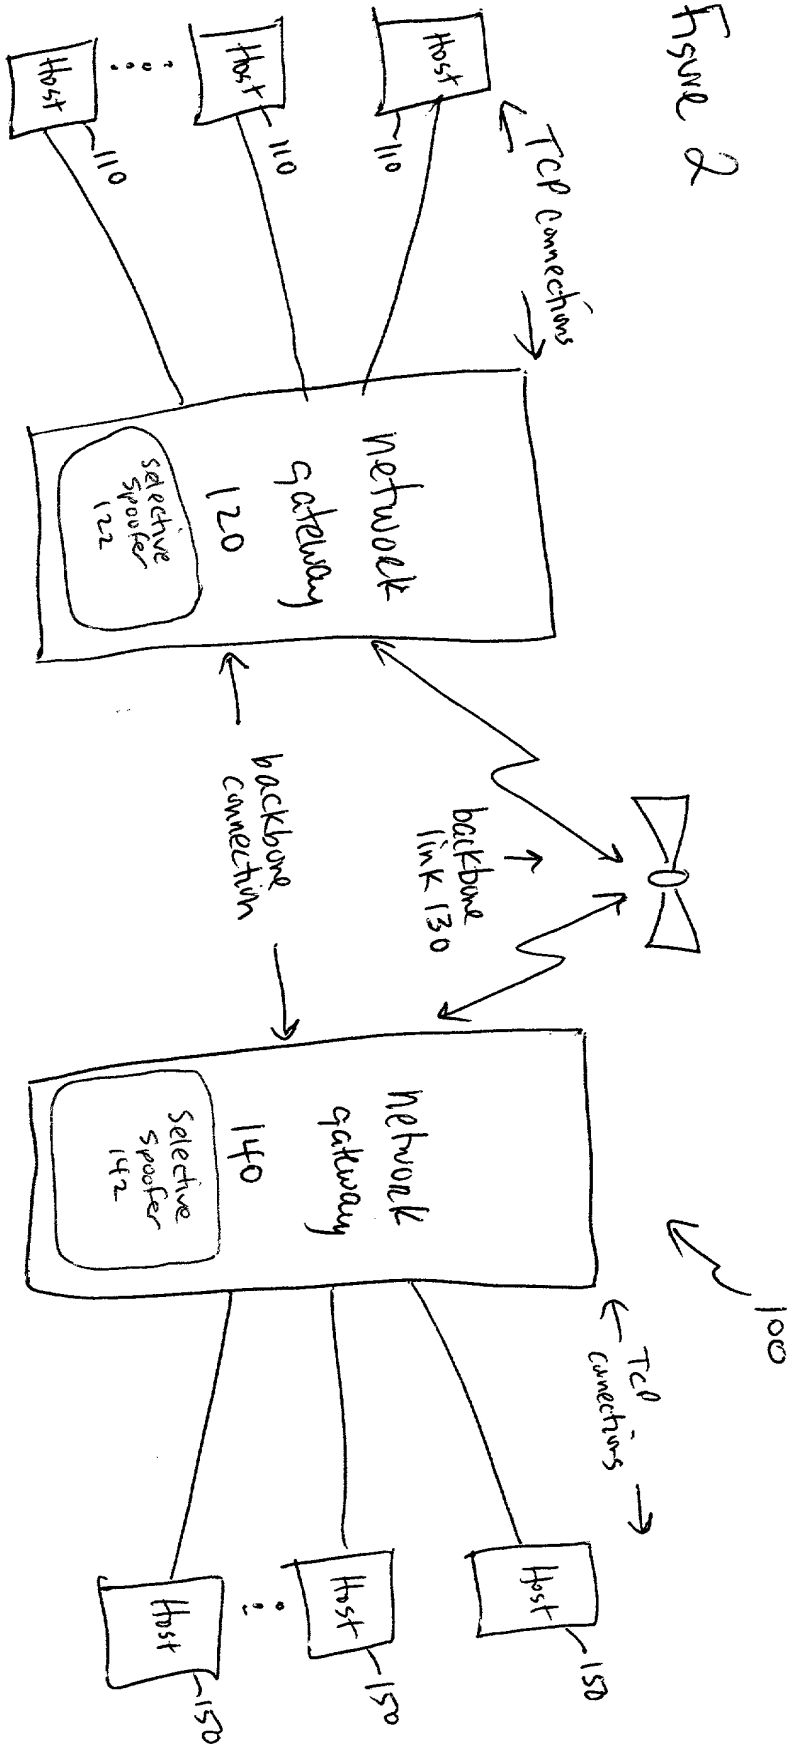 Figure 2
TCP connections
Host
110
Host
110
Host
110
network
gateway
120
selective
spoofer
122
backbone
link 130
backbone
connection
100
network
gateway
140
Selective
spoofer
142
TCP
connections
Host
150
Host
150
Host
150